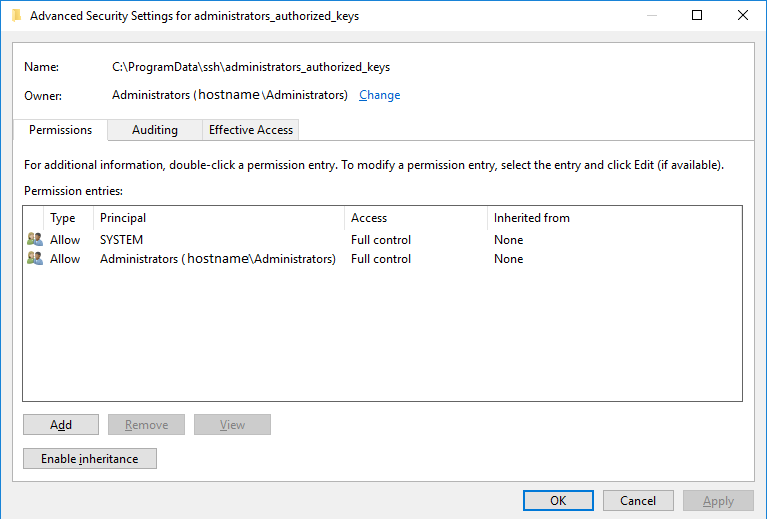 Advanced Security Settings for administrators_authorized_keys
Name: C:\ProgramData\ssh\administrators_authorized_keys
Owner: Administrators (hostname\Administrators) Change
Permissions Auditing Effective Access
For additional information, double-click a permission entry. To modify a permission entry, select the entry and click Edit (if available).
Permission entries:
Type Principal Access Inherited from
Allow SYSTEM Full control None
Allow Administrators (hostname\Administrators) Full control None
Add Remove View
Enable inheritance
OK Cancel Apply